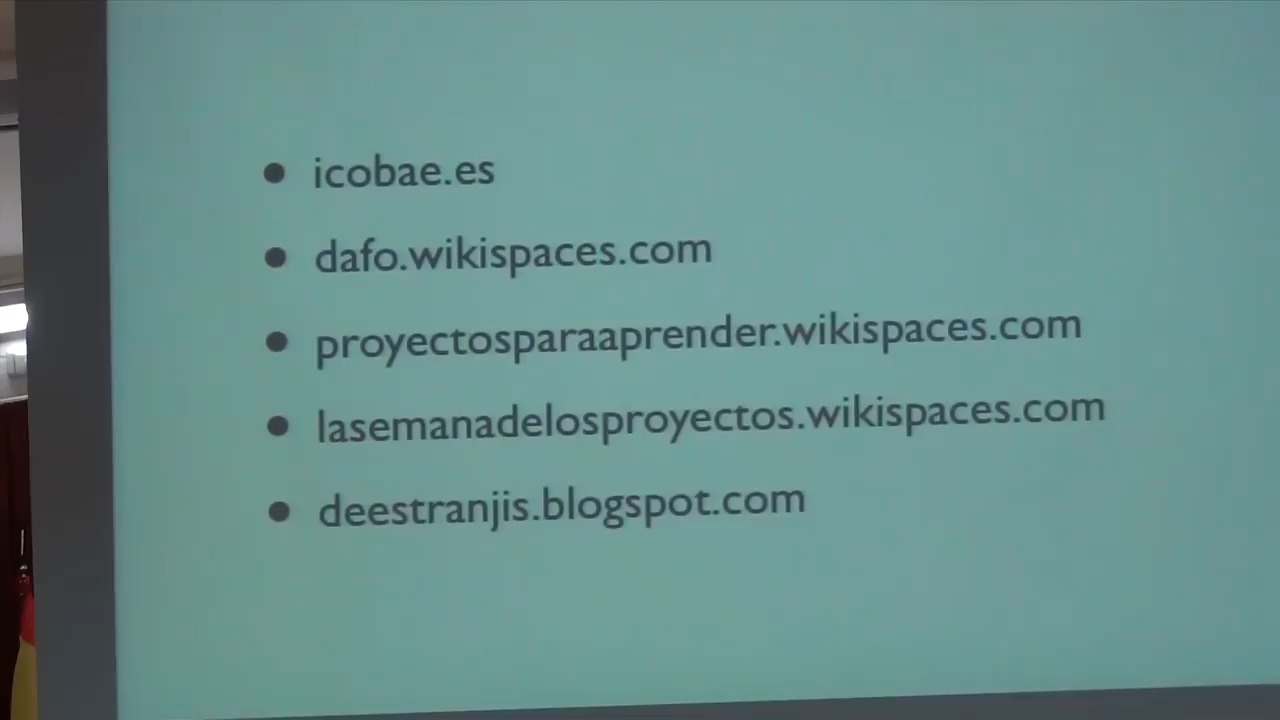 • icobae.es
• dafo.wikispaces.com
• proyectosparaaprender.wikispaces.com
• lasemanadelosproyectos.wikispaces.com
• deestranjis.blogspot.com